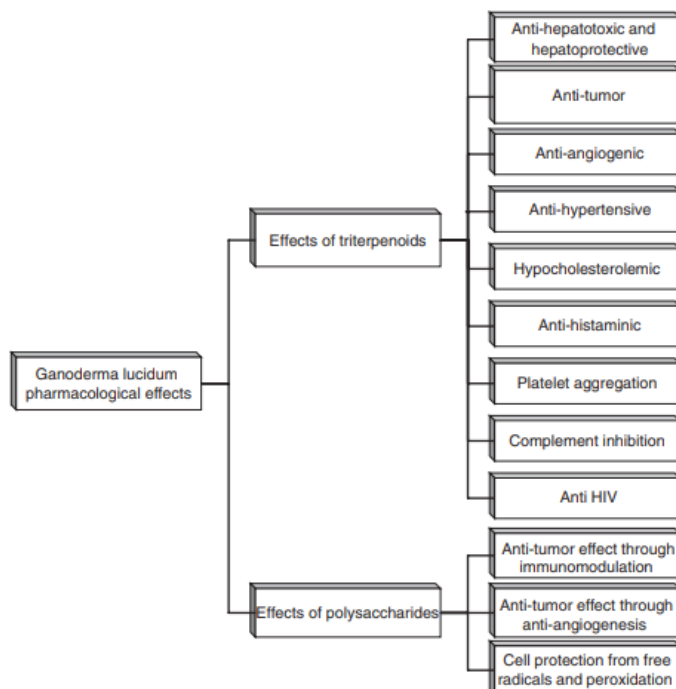 Anti-hepatotoxic and
hepatoprotective
Anti-tumor
Anti-angiogenic
Anti-hypertensive
Effects of triterpenoids
Hypocholesterolemic
Anti-histaminic
Ganoderma lucidum
pharmacological effects
Platelet aggregation
Complement inhibition
Anti HIV
Anti-tumor effect through
immunomodulation
Effects of polysaccharides
Anti-tumor effect through
anti-angiogenesis
Cell protection from free
radicals and peroxidation